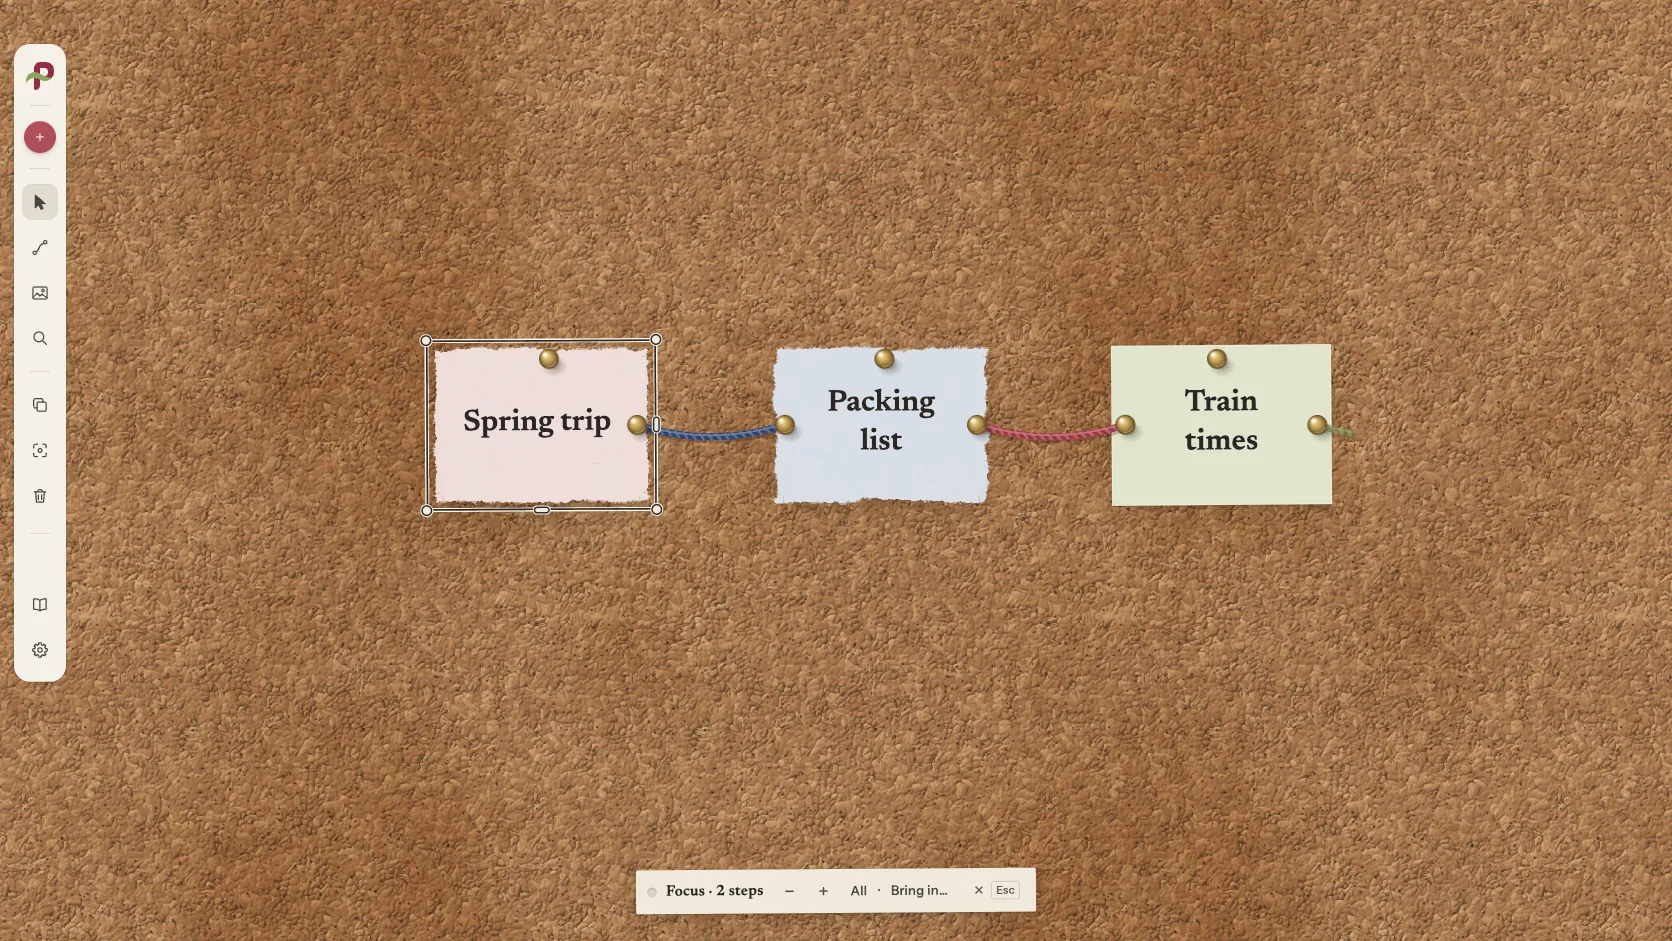 Spring trip
Packing
list
Train
times
Focus · 2 steps − + All · Bring in... × Esc